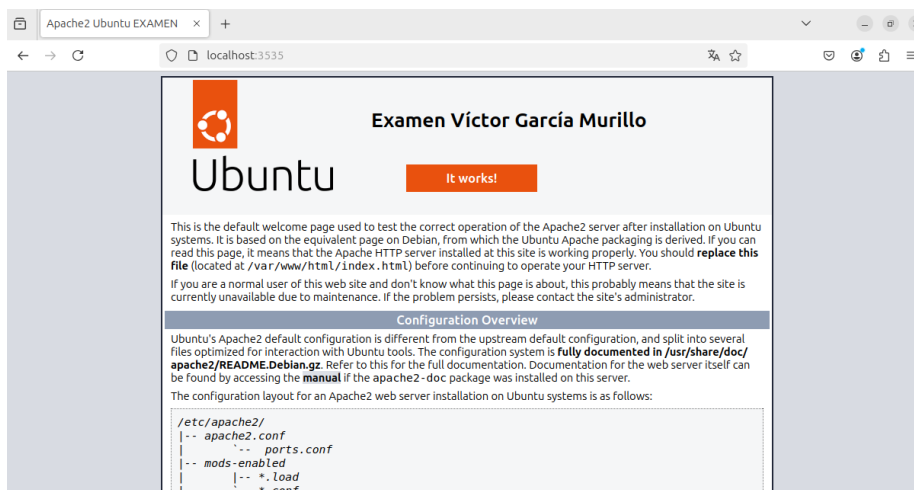 Apache2 Ubuntu EXAMEN
localhost:3535
Examen Víctor García Murillo
Ubuntu
It works!
This is the default welcome page used to test the correct operation of the Apache2 server after installation on Ubuntu
systems. It is based on the equivalent page on Debian, from which the Ubuntu Apache packaging is derived. If you can
read this page, it means that the Apache HTTP server installed at this site is working properly. You should replace this
file (located at /var/www/html/index.html) before continuing to operate your HTTP server.
If you are a normal user of this web site and don't know what this page is about, this probably means that the site is
currently unavailable due to maintenance. If the problem persists, please contact the site's administrator.
Configuration Overview
Ubuntu's Apache2 default configuration is different from the upstream default configuration, and split into several
files optimized for interaction with Ubuntu tools. The configuration system is fully documented in /usr/share/doc/
apache2/README.Debian.gz. Refer to this for the full documentation. Documentation for the web server itself can
be found by accessing the manual if the apache2-doc package was installed on this server.
The configuration layout for an Apache2 web server installation on Ubuntu systems is as follows:
/etc/apache2/
|-- apache2.conf
|       `--  ports.conf
|-- mods-enabled
|       |-- *.load
|       `-- *.conf